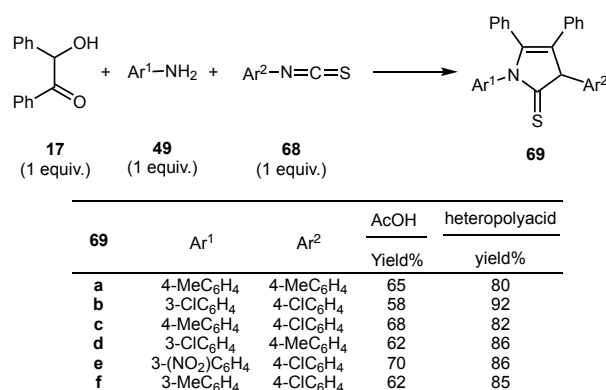 Ph OH
Ph O
17
(1 equiv.)
+
Ar1–NH2
49
(1 equiv.)
+
Ar2–N=C=S
68
(1 equiv.)
Ph Ph
Ar1 N Ar2
S
69
69 Ar1 Ar2 AcOH heteropolyacid
Yield% yield%
a 4-MeC6H4 4-MeC6H4 65 80
b 3-ClC6H4 4-ClC6H4 58 92
c 4-MeC6H4 4-ClC6H4 68 82
d 3-ClC6H4 4-MeC6H4 62 86
e 3-(NO2)C6H4 4-ClC6H4 70 86
f 3-MeC6H4 4-ClC6H4 62 85